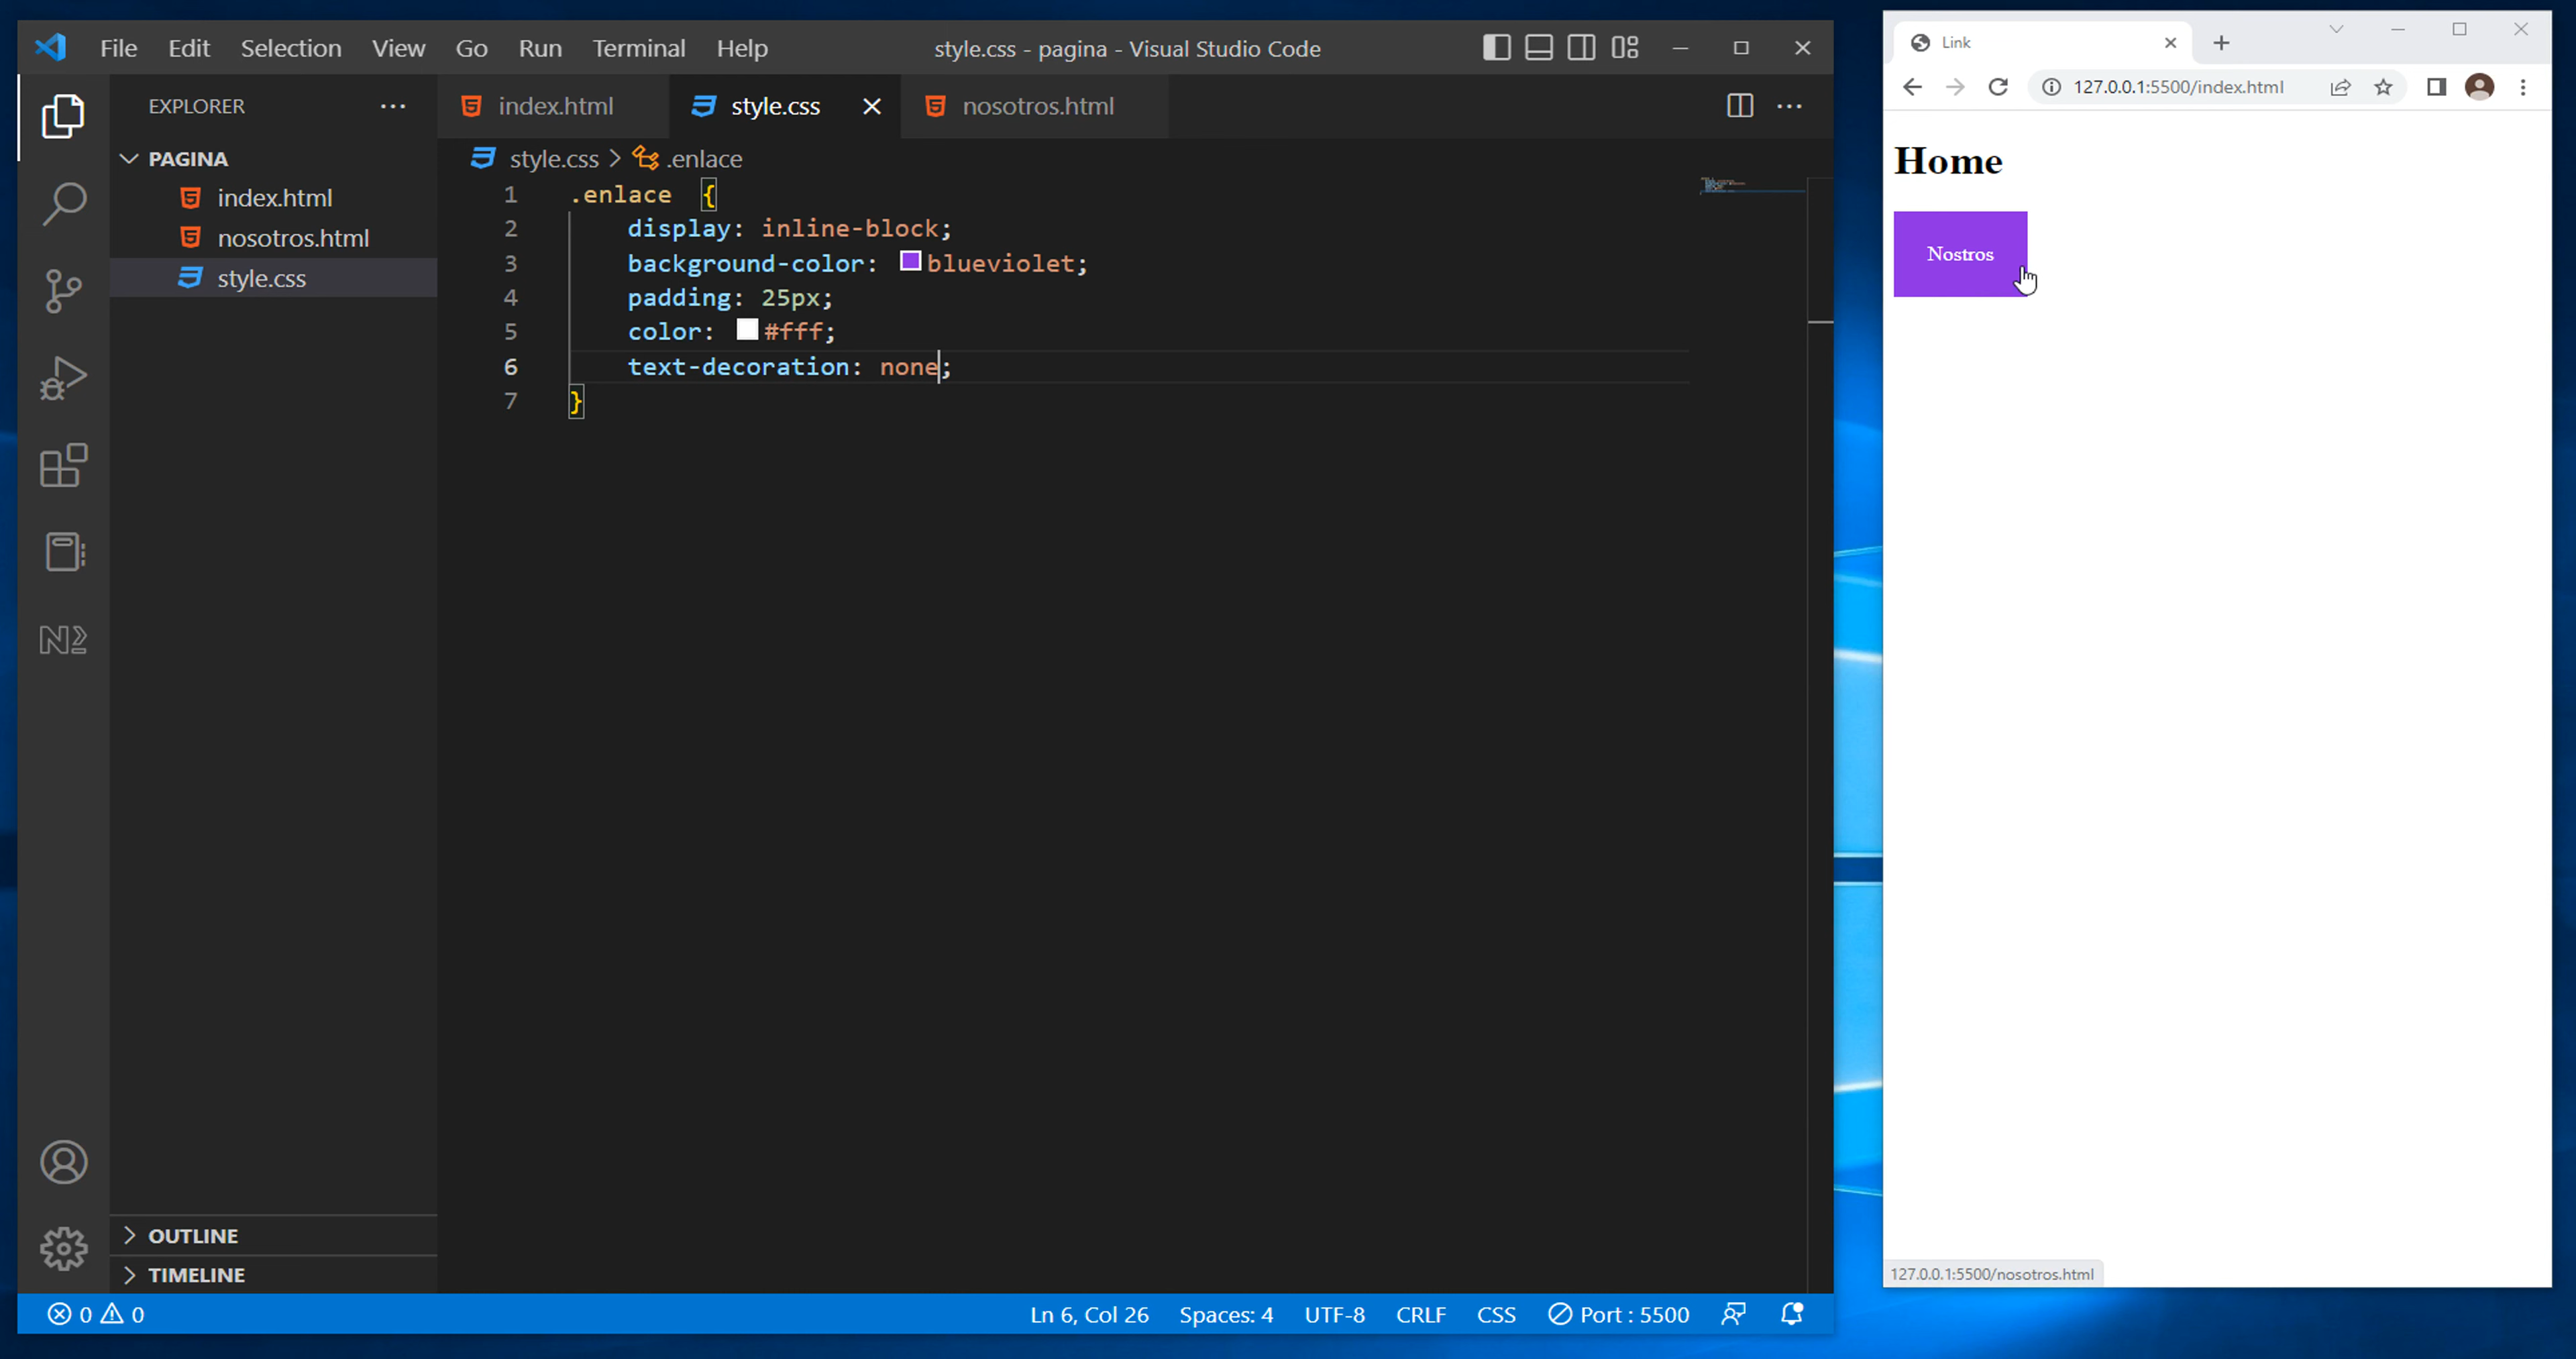 File Edit Selection View Go Run Terminal Help
style.css - pagina - Visual Studio Code
EXPLORER
PAGINA
index.html
nosotros.html
style.css
OUTLINE
TIMELINE
index.html style.css nosotros.html
style.css > .enlace
1 .enlace {
2 display: inline-block;
3 background-color: blueviolet;
4 padding: 25px;
5 color: #fff;
6 text-decoration: none;
7 }
0 0 Ln 6, Col 26 Spaces: 4 UTF-8 CRLF CSS Port : 5500
Link
127.0.0.1:5500/index.html
Home
Nostros
127.0.0.1:5500/nosotros.html